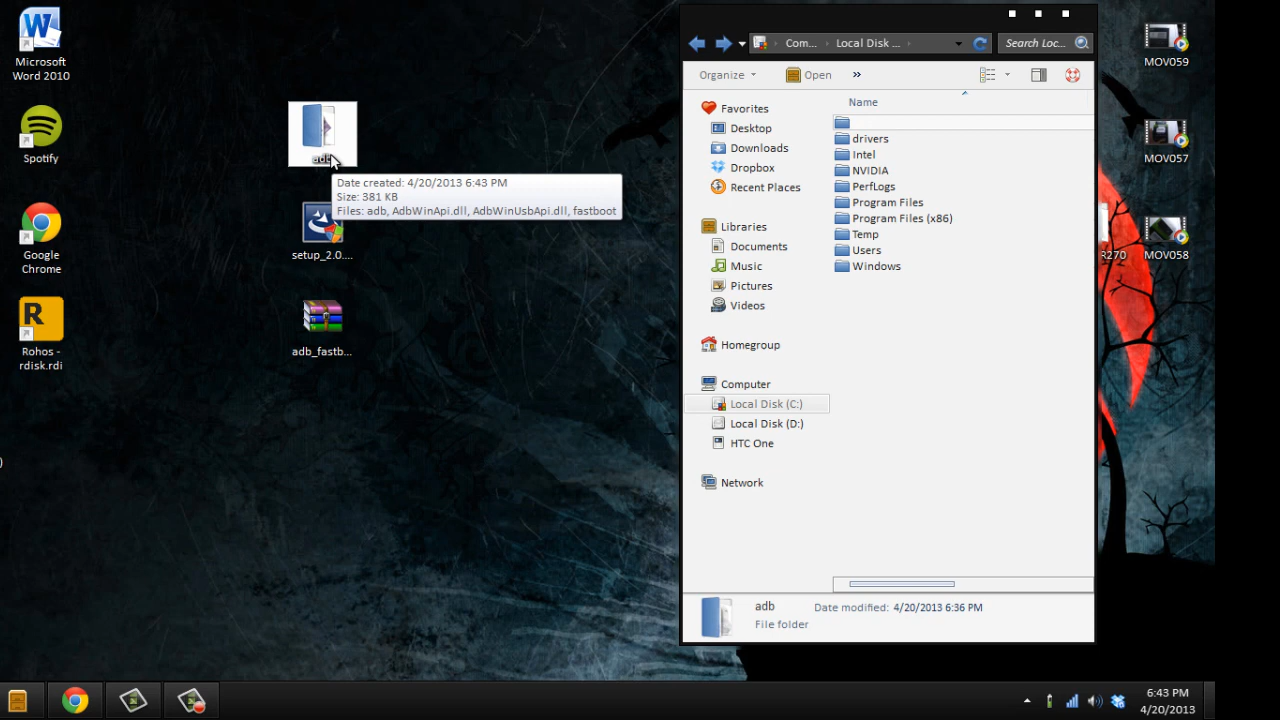 Microsoft
Word 2010
Spotify
Google
Chrome
R
Rohos -
rdisk.rdi
)
adb
Date created: 4/20/2013 6:43 PM
Size: 381 KB
Files: adb, AdbWinApi.dll, AdbWinUsbApi.dll, fastboot
setup_2.0....
adb_fastb...
Com...
Local Disk ...
Search Loc...
Organize
Open
»
Favorites
Desktop
Downloads
Dropbox
Recent Places
Libraries
Documents
Music
Pictures
Videos
Homegroup
Computer
Local Disk (C:)
Local Disk (D:)
HTC One
Network
Name
drivers
Intel
NVIDIA
PerfLogs
Program Files
Program Files (x86)
Temp
Users
Windows
adb
Date modified: 4/20/2013 6:36 PM
File folder
MOV059
MOV057
R270
MOV058
6:43 PM
4/20/2013